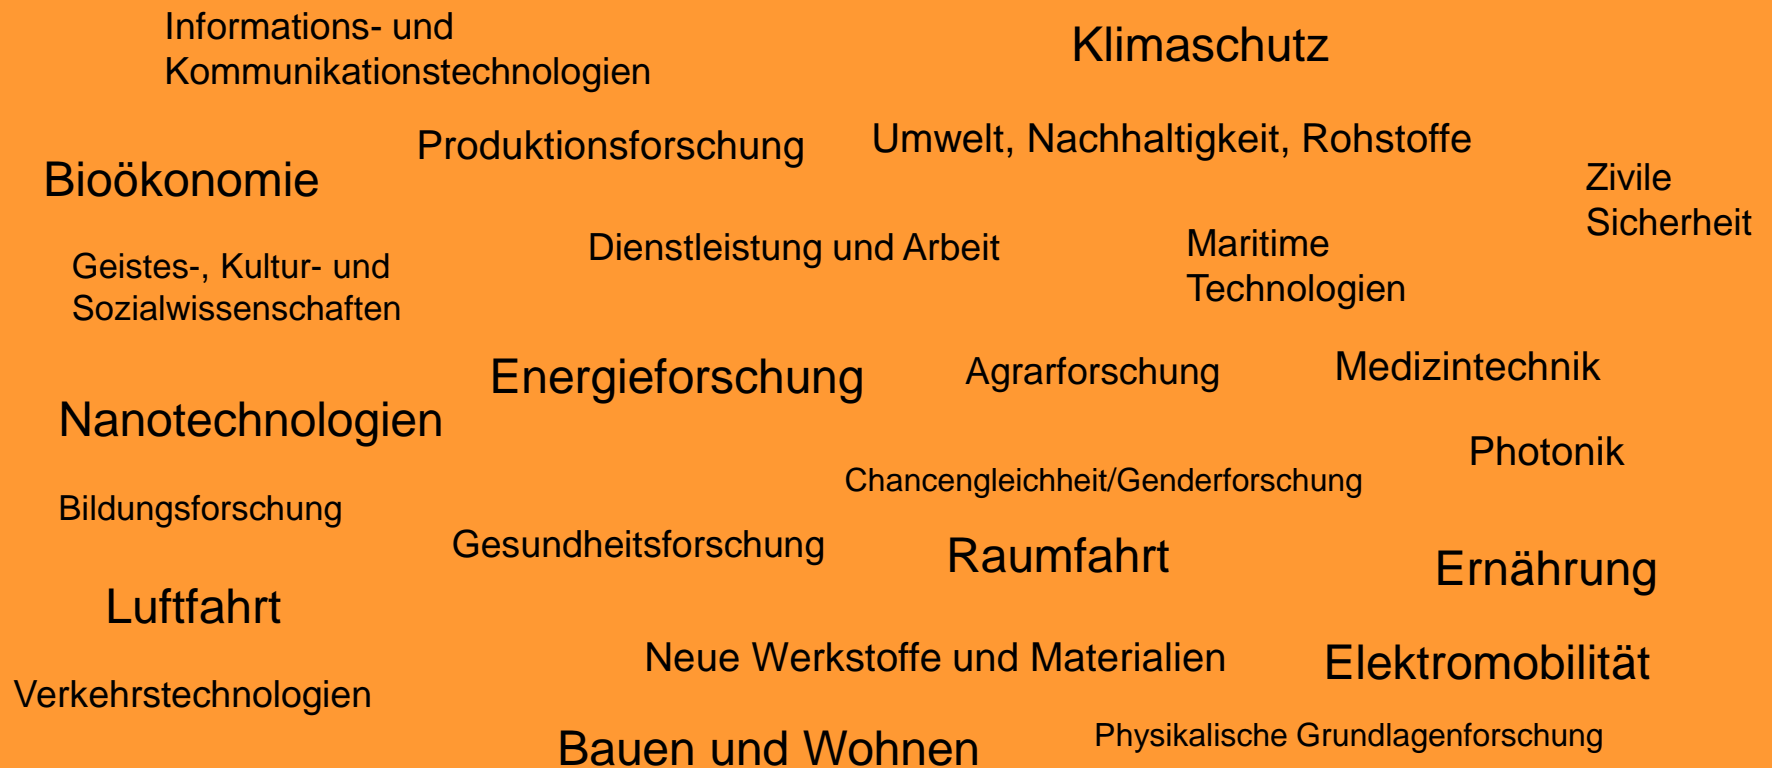 Informations- und
Kommunikationstechnologien
Klimaschutz
Produktionsforschung
Umwelt, Nachhaltigkeit, Rohstoffe
Bioökonomie
Zivile
Sicherheit
Dienstleistung und Arbeit
Maritime
Technologien
Geistes-, Kultur- und
Sozialwissenschaften
Energieforschung
Agrarforschung
Medizintechnik
Nanotechnologien
Photonik
Chancengleichheit/Genderforschung
Bildungsforschung
Gesundheitsforschung
Raumfahrt
Ernährung
Luftfahrt
Neue Werkstoffe und Materialien
Elektromobilität
Verkehrstechnologien
Bauen und Wohnen
Physikalische Grundlagenforschung